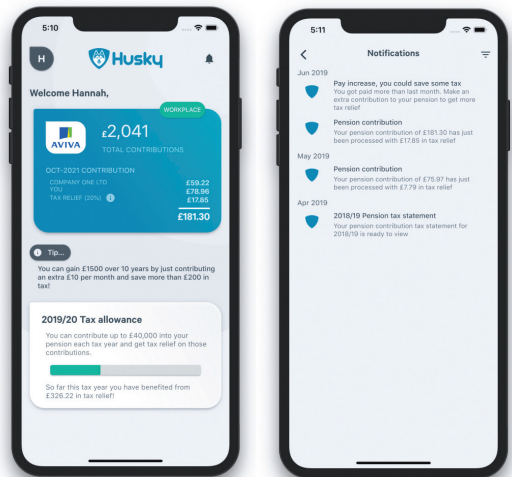 5:10
H
Husky
Welcome Hannah,
WORKPLACE
AVIVA
£2,041
TOTAL CONTRIBUTIONS
OCT-2021 CONTRIBUTION
COMPANY ONE LTD £59.22
YOU £78.96
TAX RELIEF (20%) i £17.85
£181.30
i Tip...
You can gain £1500 over 10 years by just contributing
an extra £10 per month and save more than £200 in
tax!
2019/20 Tax allowance
You can contribute up to £40,000 into your
pension each tax year and get tax relief on those
contributions.
So far this tax year you have benefited from
£326.22 in tax relief!
5:11
Notifications
Jun 2019
Pay increase, you could save some tax
You got paid more than last month. Make an
extra contribution to your pension to get more
tax relief
Pension contribution
Your pension contribution of £181.30 has just
been processed with £17.85 in tax relief
May 2019
Pension contribution
Your pension contribution of £75.97 has just
been processed with £7.79 in tax relief
Apr 2019
2018/19 Pension tax statement
Your pension contribution tax statement for
2018/19 is ready to view